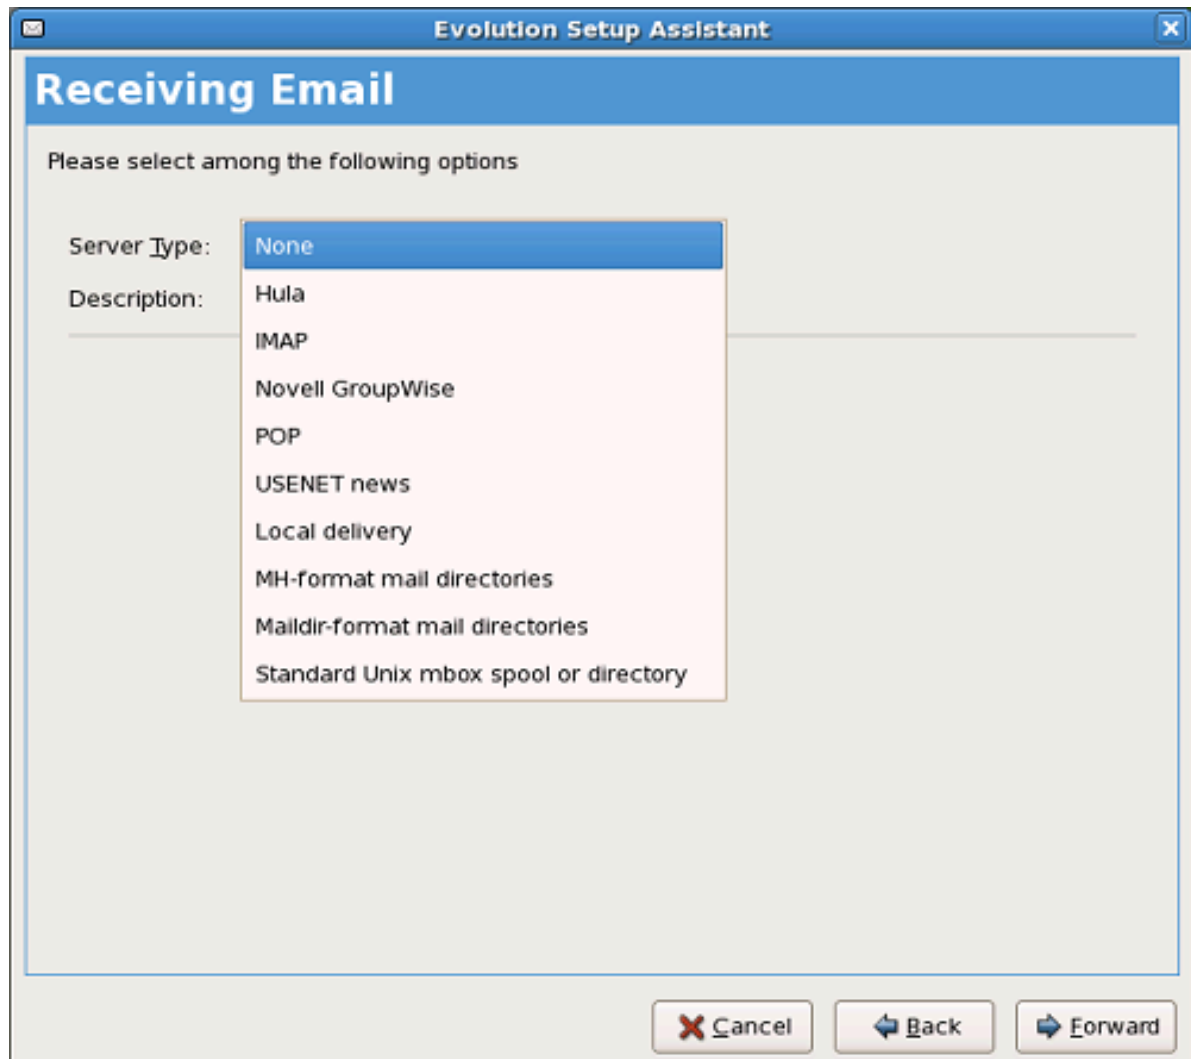 Evolution Setup Assistant
Receiving Email
Please select among the following options
Server Type: None
Description:
Hula
IMAP
Novell GroupWise
POP
USENET news
Local delivery
MH-format mail directories
Maildir-format mail directories
Standard Unix mbox spool or directory
Cancel Back Forward